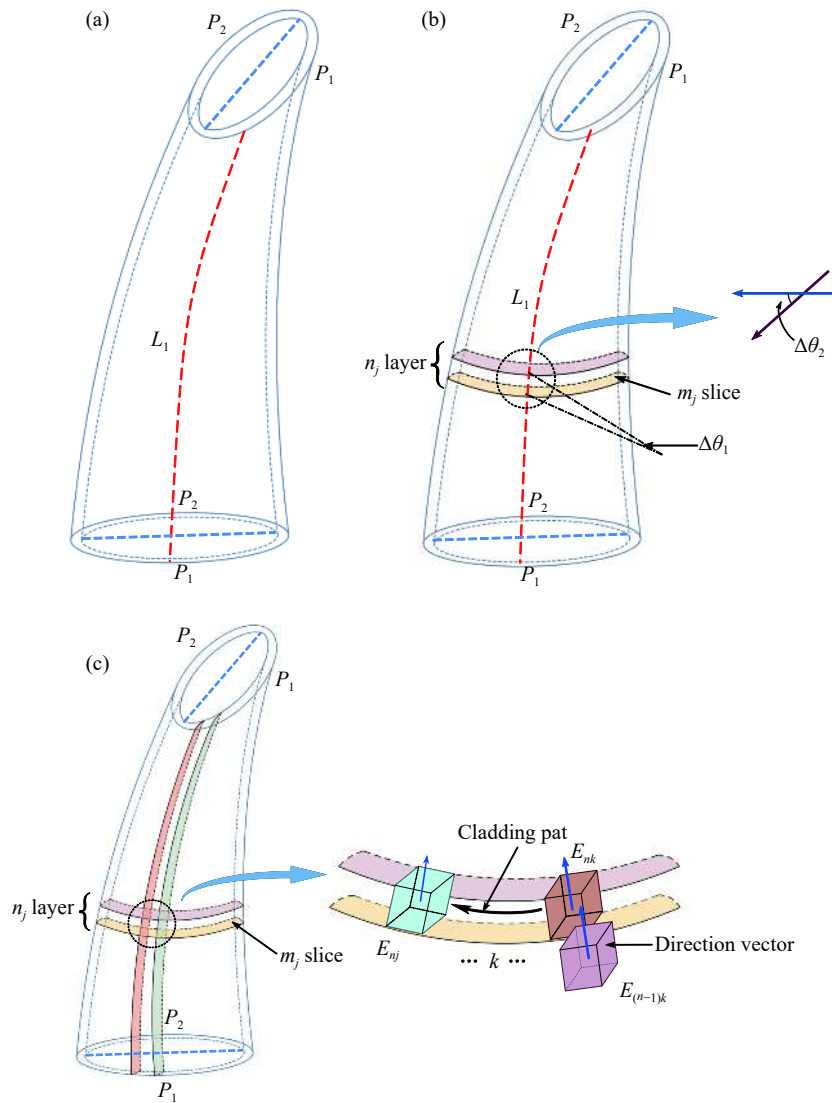 (a)
P₂
P₁
L₁
P₂
P₁
(b)
P₂
P₁
L₁
Δθ₂
nⱼ layer
mⱼ slice
Δθ₁
P₂
P₁
(c)
P₂
P₁
nⱼ layer
mⱼ slice
P₂
P₁
Cladding pat
Eₙₖ
Eₙⱼ
··· k ···
Direction vector
E₍ₙ₋₁₎ₖ